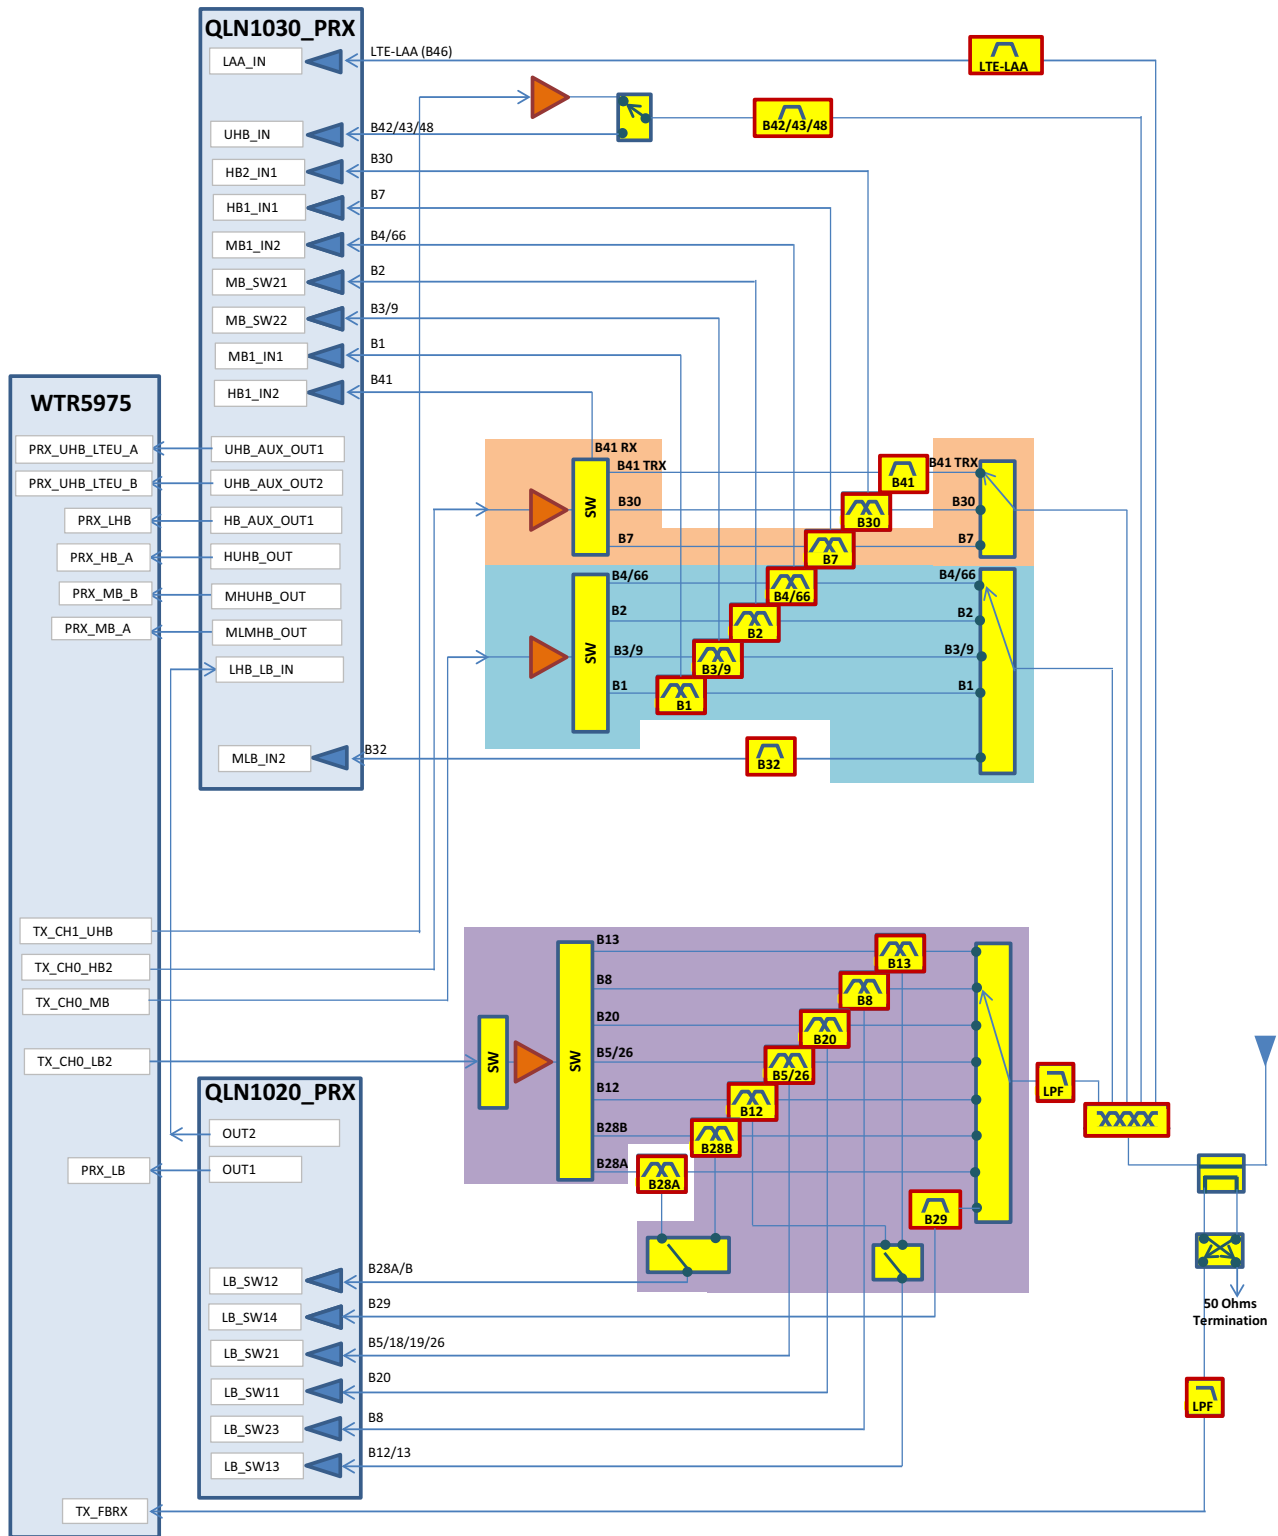 QLN1030_PRX
LAA_IN
LTE-LAA (B46)
LTE-LAA
UHB_IN
B42/43/48
B42/43/48
HB2_IN1
B30
HB1_IN1
B7
MB1_IN2
B4/66
MB_SW21
B2
MB_SW22
B3/9
MB1_IN1
B1
HB1_IN2
B41
WTR5975
PRX_UHB_LTEU_A
UHB_AUX_OUT1
PRX_UHB_LTEU_B
UHB_AUX_OUT2
PRX_LHB
HB_AUX_OUT1
PRX_HB_A
HUHB_OUT
PRX_MB_B
MHUHB_OUT
PRX_MB_A
MLMHB_OUT
LHB_LB_IN
MLB_IN2
B32
B41 RX
B41 TRX
B41
B41 TRX
SW
B30
B30
B30
B7
B7
B7
B4/66
B4/66
B4/66
SW
B2
B2
B2
B3/9
B3/9
B3/9
B1
B1
B1
B32
TX_CH1_UHB
TX_CH0_HB2
TX_CH0_MB
TX_CH0_LB2
SW
SW
B13
B13
B8
B8
B20
B20
B5/26
B5/26
B12
B12
B28B
B28B
B28A
B28A
B29
LPF
QLN1020_PRX
OUT2
PRX_LB
OUT1
LB_SW12
B28A/B
LB_SW14
B29
LB_SW21
B5/18/19/26
LB_SW11
B20
LB_SW23
B8
LB_SW13
B12/13
50 Ohms
Termination
LPF
TX_FBRX